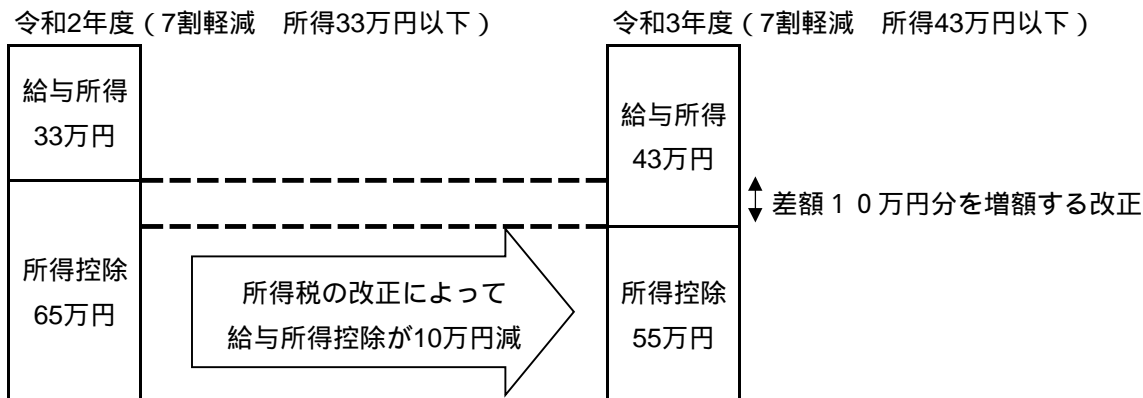 令和2年度（7割軽減　所得33万円以下）
給与所得
33万円
所得控除
65万円
所得税の改正によって
給与所得控除が10万円減
令和3年度（7割軽減　所得43万円以下）
給与所得
43万円
所得控除
55万円
差額１０万円分を増額する改正